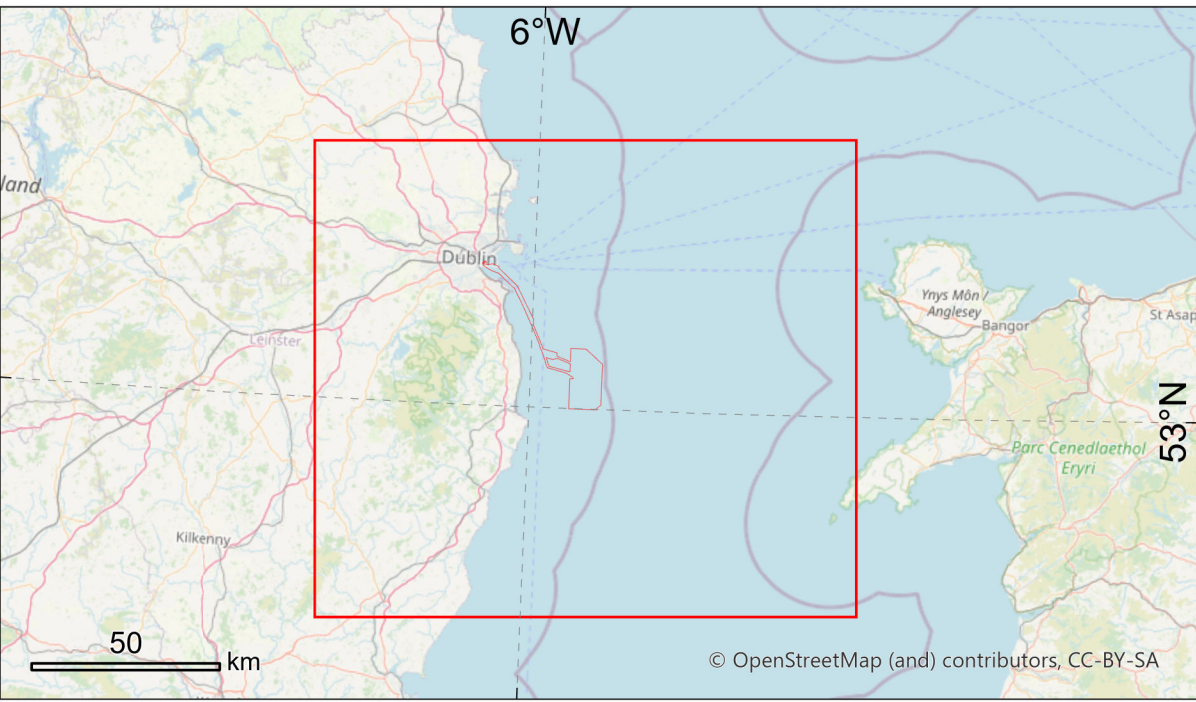 6°W
land
Dublin
Ynys Môn /
Anglesey
Bangor
St Asap
Leinster
53°N
Parc Cenedlaethol
Eryri
Kilkenny
50
km
© OpenStreetMap (and) contributors, CC-BY-SA